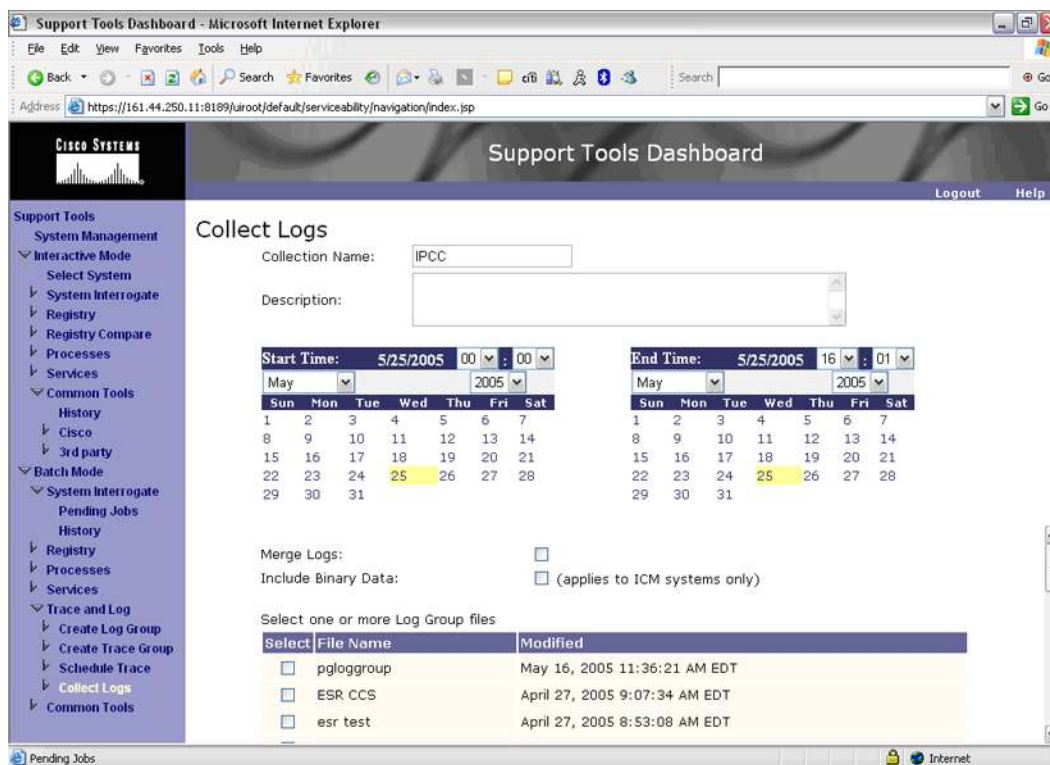 Support Tools Dashboard - Microsoft Internet Explorer
File Edit View Favorites Tools Help
Back Search Favorites Search Go
Address https://161.44.250.11:8189/uiroot/default/serviceability/navigation/index.jsp Go
CISCO SYSTEMS
Support Tools Dashboard
Logout Help
Support Tools
System Management
Interactive Mode
Select System
System Interrogate
Registry
Registry Compare
Processes
Services
Common Tools
History
Cisco
3rd party
Batch Mode
System Interrogate
Pending Jobs
History
Registry
Processes
Services
Trace and Log
Create Log Group
Create Trace Group
Schedule Trace
Collect Logs
Common Tools
Collect Logs
Collection Name: IPCC
Description:
Start Time: 5/25/2005 00 : 00
May 2005
Sun Mon Tue Wed Thu Fri Sat
1 2 3 4 5 6 7
8 9 10 11 12 13 14
15 16 17 18 19 20 21
22 23 24 25 26 27 28
29 30 31
End Time: 5/25/2005 16 : 01
May 2005
Sun Mon Tue Wed Thu Fri Sat
1 2 3 4 5 6 7
8 9 10 11 12 13 14
15 16 17 18 19 20 21
22 23 24 25 26 27 28
29 30 31
Merge Logs:
Include Binary Data: (applies to ICM systems only)
Select one or more Log Group files
Select File Name Modified
pgloggroup May 16, 2005 11:36:21 AM EDT
ESR CCS April 27, 2005 9:07:34 AM EDT
esr test April 27, 2005 8:53:08 AM EDT
Pending Jobs Internet